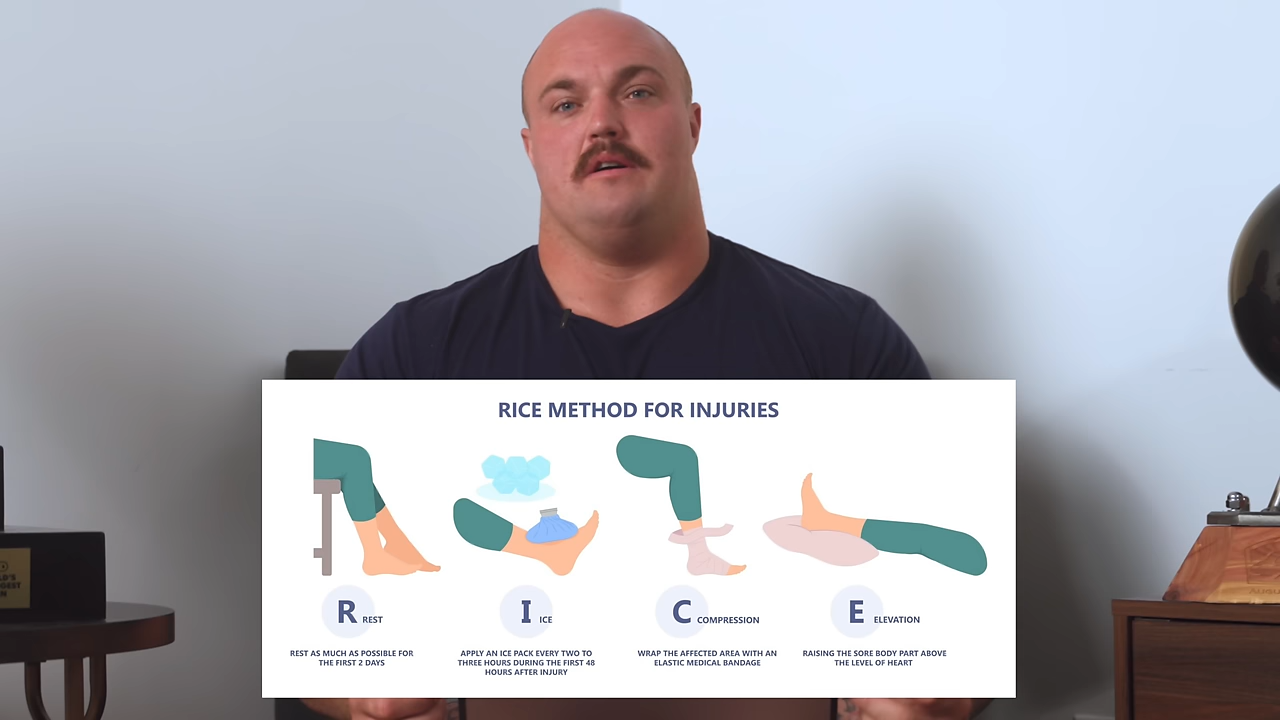 RICE METHOD FOR INJURIES
R REST
I ICE
C COMPRESSION
E ELEVATION
REST AS MUCH AS POSSIBLE FOR
THE FIRST 2 DAYS
APPLY AN ICE PACK EVERY TWO TO
THREE HOURS DURING THE FIRST 48
HOURS AFTER INJURY
WRAP THE AFFECTED AREA WITH AN
ELASTIC MEDICAL BANDAGE
RAISING THE SORE BODY PART ABOVE
THE LEVEL OF HEART